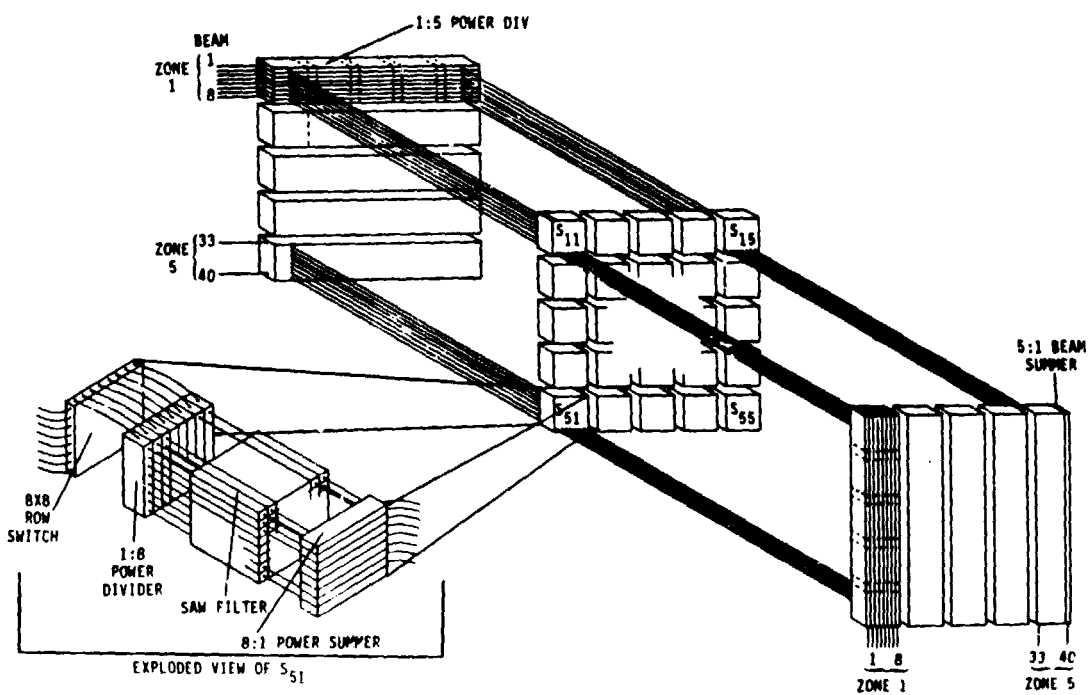 1:5 POWER DIV
BEAM
ZONE 1
1
8
ZONE 5
33
40
S11
S15
S51
S55
5:1 BEAM SUMMER
8X8 ROW SWITCH
1:8 POWER DIVIDER
SAW FILTER
8:1 POWER SUMMER
EXPLODED VIEW OF S51
1 8
ZONE 1
33 40
ZONE 5